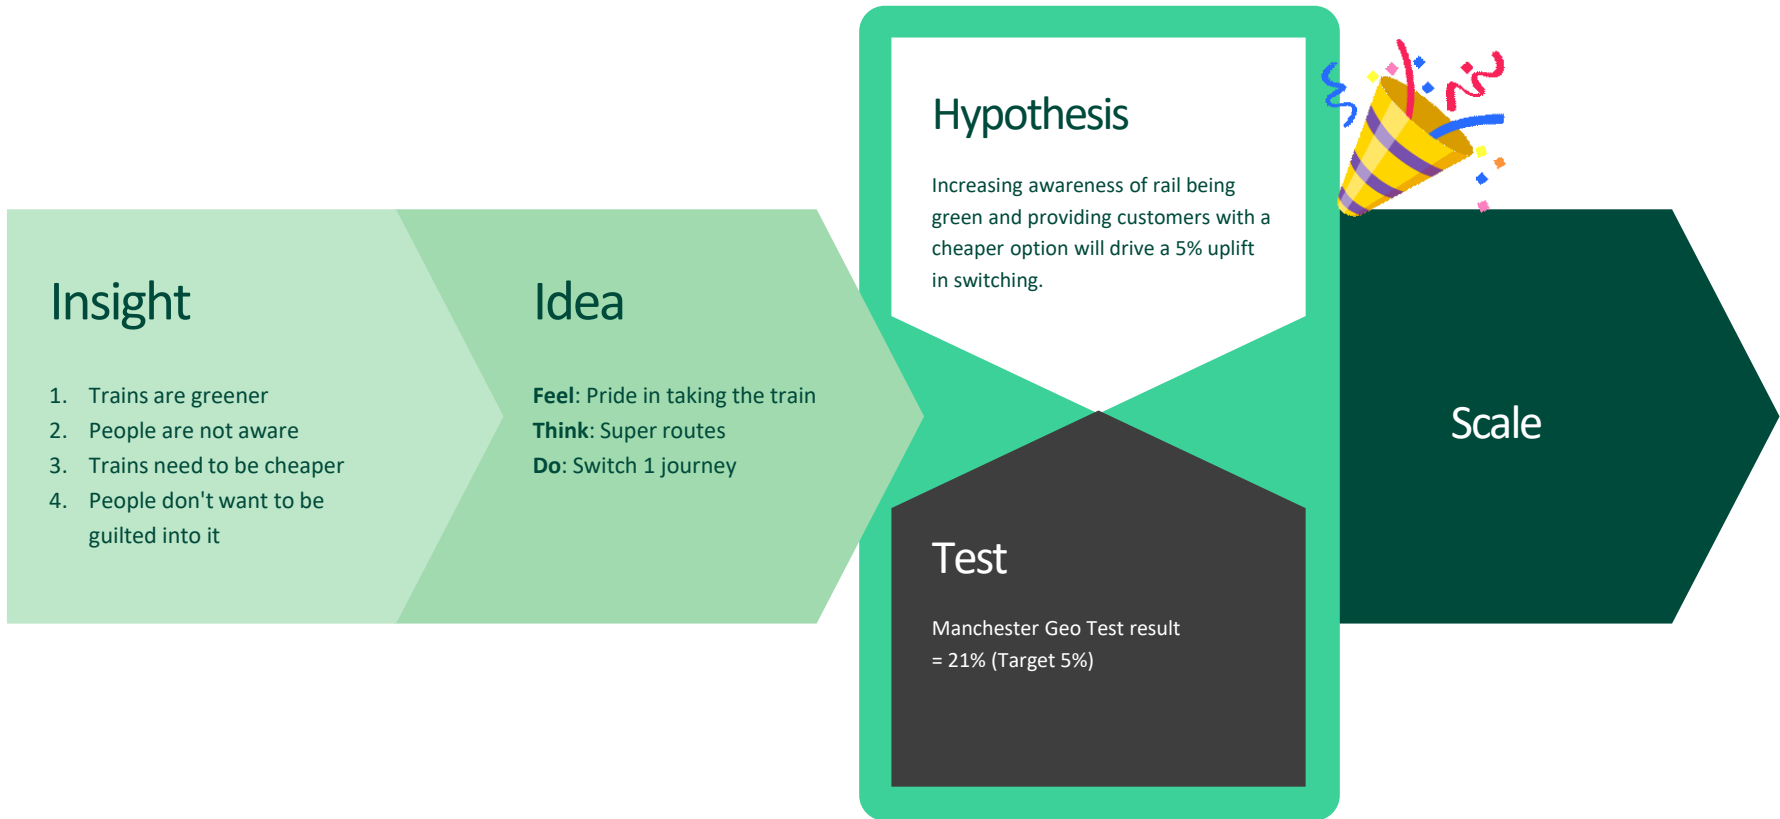 Insight
1. Trains are greener
2. People are not aware
3. Trains need to be cheaper
4. People don't want to be
guilted into it
Idea
Feel: Pride in taking the train
Think: Super routes
Do: Switch 1 journey
Hypothesis
Increasing awareness of rail being
green and providing customers with a
cheaper option will drive a 5% uplift
in switching.
Test
Manchester Geo Test result
= 21% (Target 5%)
Scale